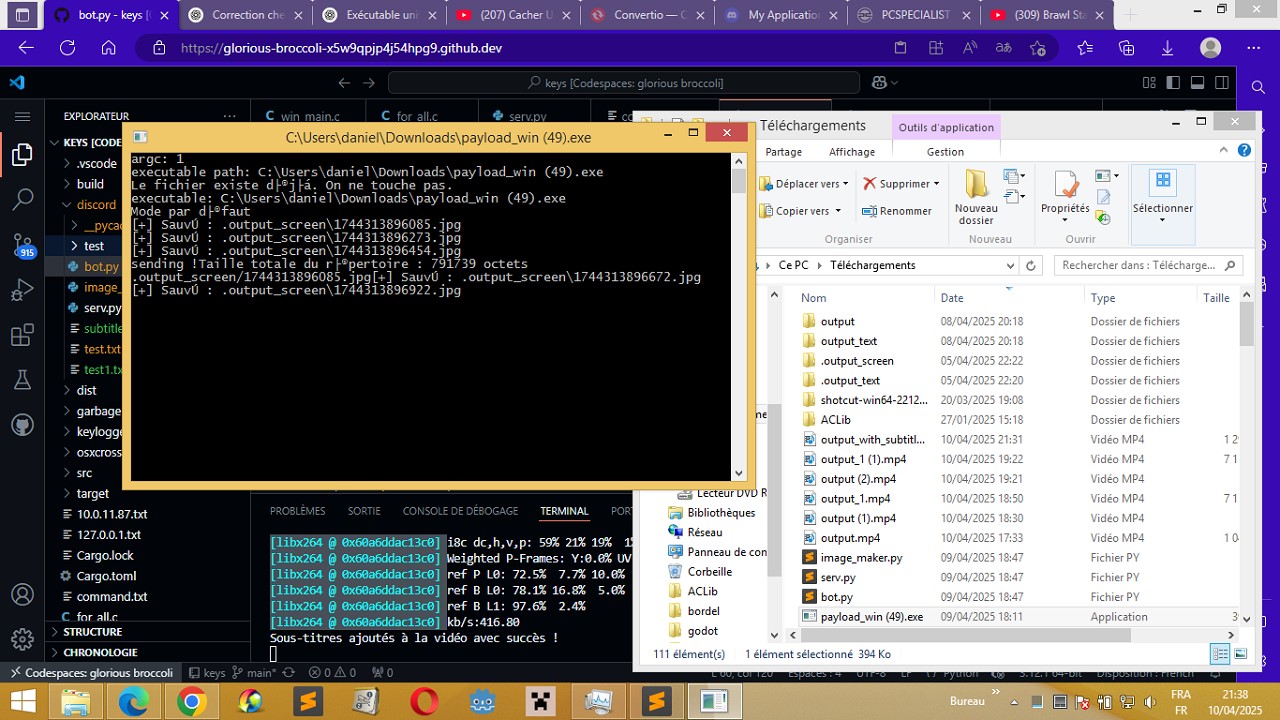 bot.py - keys [
Correction che
Exécutable uni
(207) Cacher U
Convertio — C
My Application
PCSPECIALIST
(309) Brawl Sta
https://glorious-broccoli-x5w9qpjp4j54hpg9.github.dev
keys [Codespaces: glorious broccoli]
EXPLORATEUR
win_main.c
for_all.c
serv.py
KEYS [CODE
.vscode
build
discord
__pycac
test
bot.py
image_
serv.py
subtitle
test.txt
test1.tx
dist
garbage
keylogge
osxcross
src
target
10.0.11.87.txt
127.0.0.1.txt
Cargo.lock
Cargo.toml
command.txt
for_all.c
STRUCTURE
CHRONOLOGIE
915
C:\Users\daniel\Downloads\payload_win (49).exe
argc: 1
executable path: C:\Users\daniel\Downloads\payload_win (49).exe
Le fichier existe d├®j├á. On ne touche pas.
executable: C:\Users\daniel\Downloads\payload_win (49).exe
Mode par d├®faut
[+] SauvÚ : .output_screen\1744313896085.jpg
[+] SauvÚ : .output_screen\1744313896273.jpg
[+] SauvÚ : .output_screen\1744313896454.jpg
sending !Taille totale du r├®pertoire : 791739 octets
.output_screen/1744313896085.jpg[+] SauvÚ : .output_screen\1744313896672.jpg
[+] SauvÚ : .output_screen\1744313896922.jpg
Téléchargements
Outils d'application
Partage
Affichage
Gestion
Déplacer vers
Supprimer
Copier vers
Renommer
Nouveau
dossier
Propriétés
Sélectionner
Organiser
Nouveau
Ouvrir
Ce PC
Téléchargements
Rechercher dans : Télécharge...
Nom
Date
Type
Taille
output 08/04/2025 20:18 Dossier de fichiers
output_text 08/04/2025 20:18 Dossier de fichiers
.output_screen 05/04/2025 22:22 Dossier de fichiers
.output_text 05/04/2025 22:20 Dossier de fichiers
shotcut-win64-2212... 20/03/2025 19:08 Dossier de fichiers
ACLib 27/01/2025 15:18 Dossier de fichiers
output_with_subtitl... 10/04/2025 21:31 Vidéo MP4 1 2
output_1 (1).mp4 10/04/2025 19:22 Vidéo MP4 7 1
output (2).mp4 10/04/2025 19:21 Vidéo MP4
output_1.mp4 10/04/2025 18:50 Vidéo MP4 7 1
output (1).mp4 10/04/2025 18:30 Vidéo MP4
output.mp4 10/04/2025 17:33 Vidéo MP4 1 0
image_maker.py 09/04/2025 18:47 Fichier PY
serv.py 09/04/2025 18:47 Fichier PY
bot.py 09/04/2025 18:47 Fichier PY
payload_win (49).exe 09/04/2025 18:11 Application 3
Lecteur DVD R
Bibliothèques
Réseau
Panneau de con
Corbeille
ACLib
bordel
godot
111 élément(s)
1 élément sélectionné 394 Ko
PROBLÈMES
SORTIE
CONSOLE DE DÉBOGAGE
TERMINAL
PORT
[libx264 @ 0x60a6ddac13c0] i8c dc,h,v,p: 59% 21% 19% 1%
[libx264 @ 0x60a6ddac13c0] Weighted P-Frames: Y:0.0% UV
[libx264 @ 0x60a6ddac13c0] ref P L0: 72.5% 7.7% 10.0%
[libx264 @ 0x60a6ddac13c0] ref B L0: 78.1% 16.8% 5.0%
[libx264 @ 0x60a6ddac13c0] ref B L1: 97.6% 2.4%
[libx264 @ 0x60a6ddac13c0] kb/s:416.80
Sous-titres ajoutés à la vidéo avec succès !
Codespaces: glorious broccoli
keys
main*
0
0
0
Bureau
FRA
FR
21:38
10/04/2025